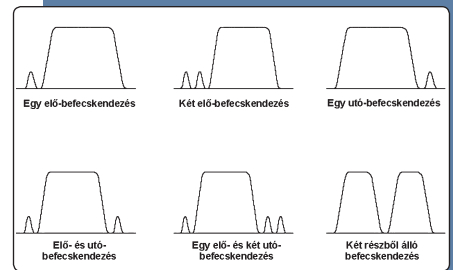 Egy elő-befecskendezés
Két elő-befecskendezés
Egy utó-befecskendezés
Elő- és utó-
befecskendezés
Egy elő- és két utó-
befecskendezés
Két részből álló
befecskendezés